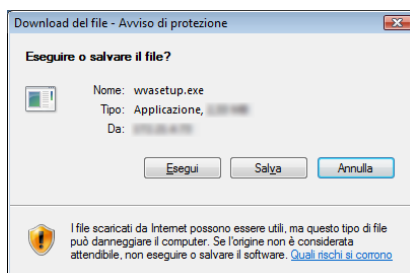 Download del file - Avviso di protezione
Eseguire o salvare il file?
Nome: wvasetup.exe
Tipo: Applicazione,
Da:
Esegui Salva Annulla
I file scaricati da Internet possono essere utili, ma questo tipo di file
può danneggiare il computer. Se l'origine non è considerata
attendibile, non eseguire o salvare il software. Quali rischi si corrono